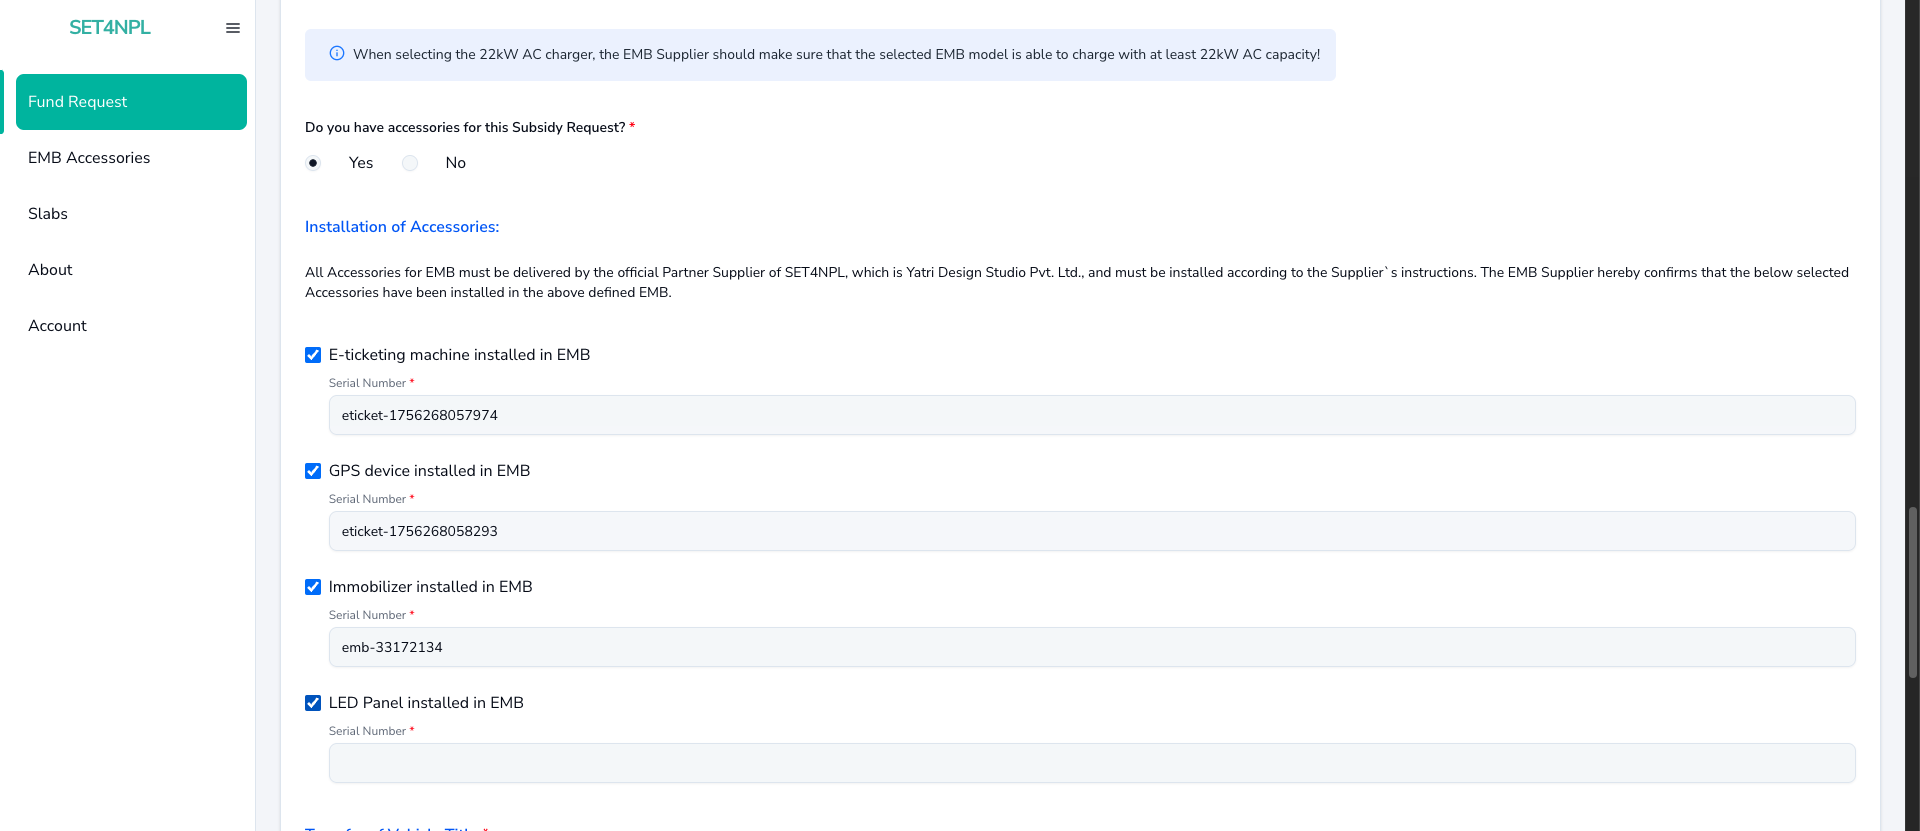 SET4NPL
Fund Request
EMB Accessories
Slabs
About
Account
When selecting the 22kW AC charger, the EMB Supplier should make sure that the selected EMB model is able to charge with at least 22kW AC capacity!
Do you have accessories for this Subsidy Request? *
Yes No
Installation of Accessories:
All Accessories for EMB must be delivered by the official Partner Supplier of SET4NPL, which is Yatri Design Studio Pvt. Ltd., and must be installed according to the Supplier`s instructions. The EMB Supplier hereby confirms that the below selected
Accessories have been installed in the above defined EMB.
E-ticketing machine installed in EMB
Serial Number *
eticket-1756268057974
GPS device installed in EMB
Serial Number *
eticket-1756268058293
Immobilizer installed in EMB
Serial Number *
emb-33172134
LED Panel installed in EMB
Serial Number *
Transfer of Vehicle Title *